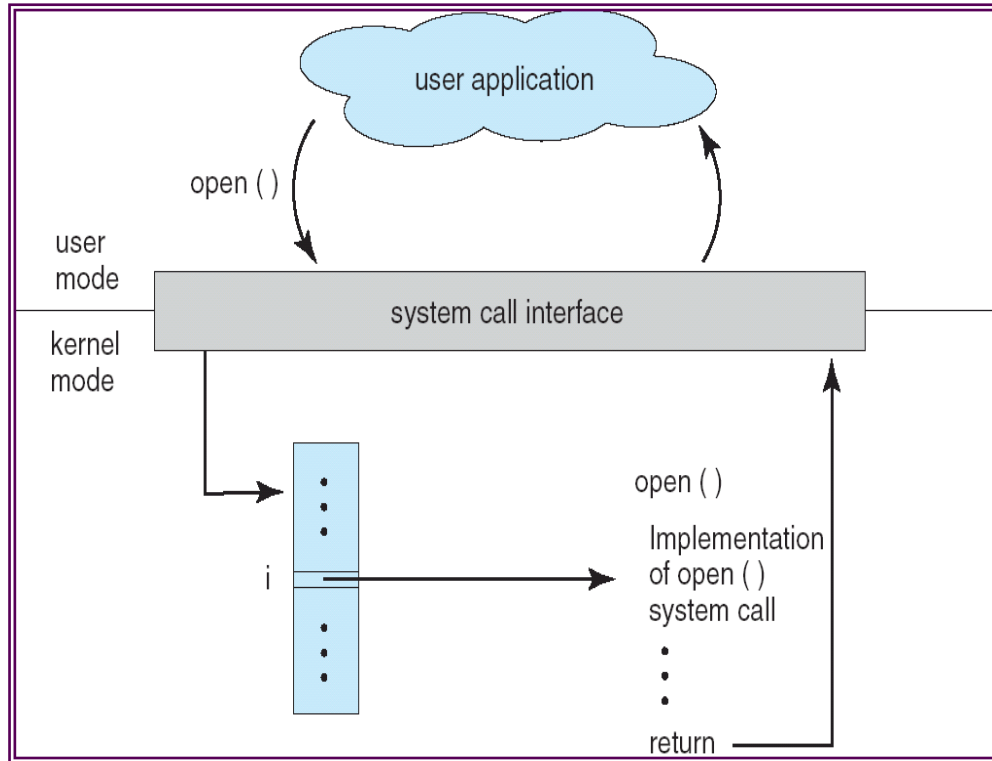 user application
open ( )
user
mode
system call interface
kernel
mode
open ( )
Implementation
of open ( )
system call
i
return